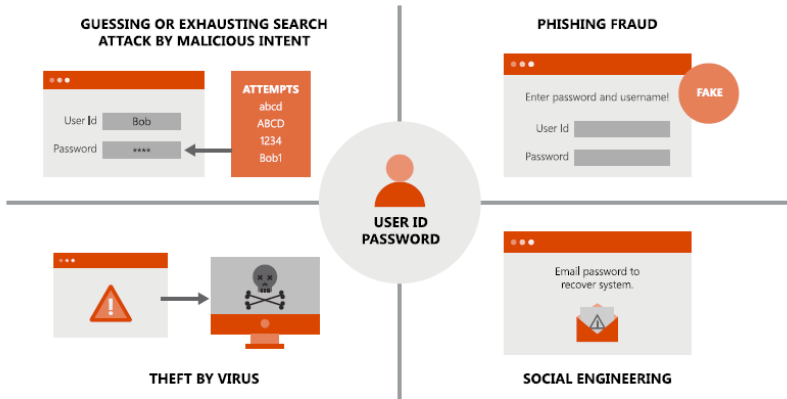 GUESSING OR EXHAUSTING SEARCH
ATTACK BY MALICIOUS INTENT
User Id
Bob
Password
****
ATTEMPTS
abcd
ABCD
1234
Bob1
PHISHING FRAUD
FAKE
Enter password and username!
User Id
Password
USER ID
PASSWORD
THEFT BY VIRUS
Email password to
recover system.
SOCIAL ENGINEERING